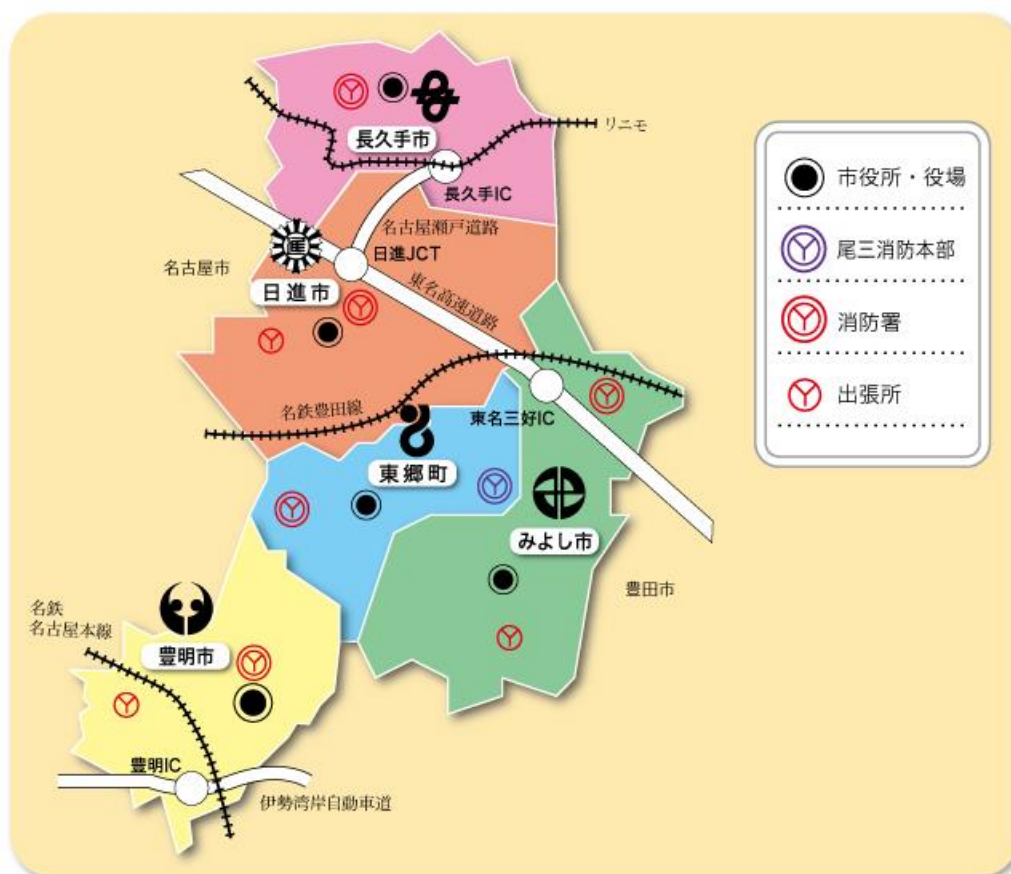 リニモ
長久手市
長久手IC
名古屋瀬戸道路
名古屋市
日進JCT
日進市
東名高速道路
名鉄豊田線
東名三好IC
東郷町
みよし市
豊田市
名鉄
名古屋本線
豊明市
豊明IC
伊勢湾岸自動車道
市役所・役場
尾三消防本部
消防署
出張所